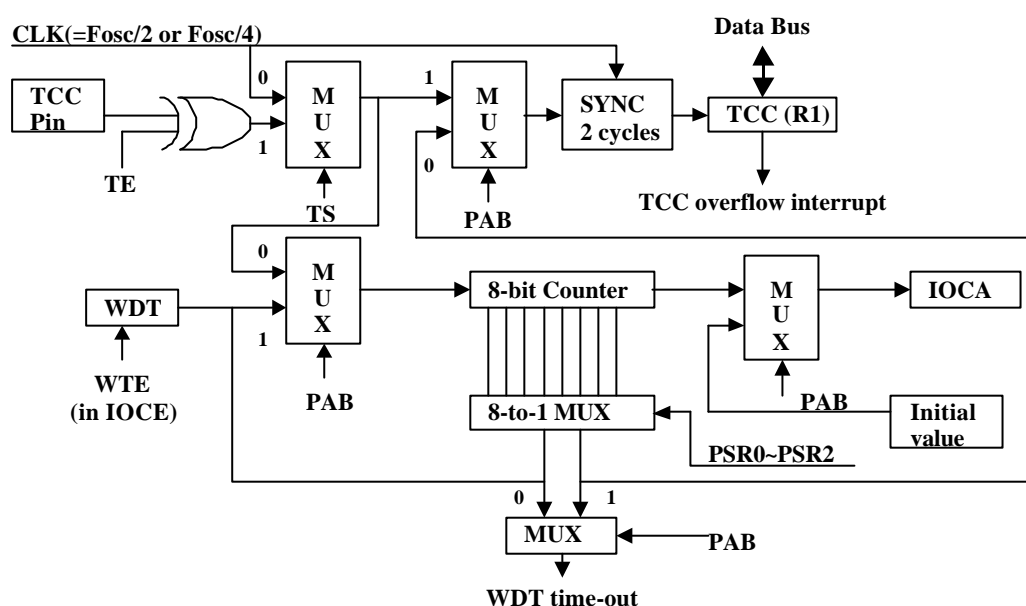 CLK(=Fosc/2 or Fosc/4)
Data Bus
0
1
TCC
Pin
M
U
X
M
U
X
SYNC
2 cycles
TCC (R1)
1
0
TE
TS
PAB
TCC overflow interrupt
0
M
U
X
8-bit Counter
M
U
X
IOCA
WDT
1
WTE
(in IOCE)
PAB
8-to-1 MUX
PAB
Initial
value
PSR0~PSR2
0
1
MUX
PAB
WDT time-out